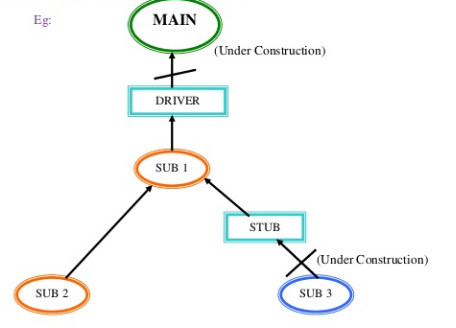 Eg:
MAIN
(Under Construction)
DRIVER
SUB 1
STUB
(Under Construction)
SUB 2
SUB 3